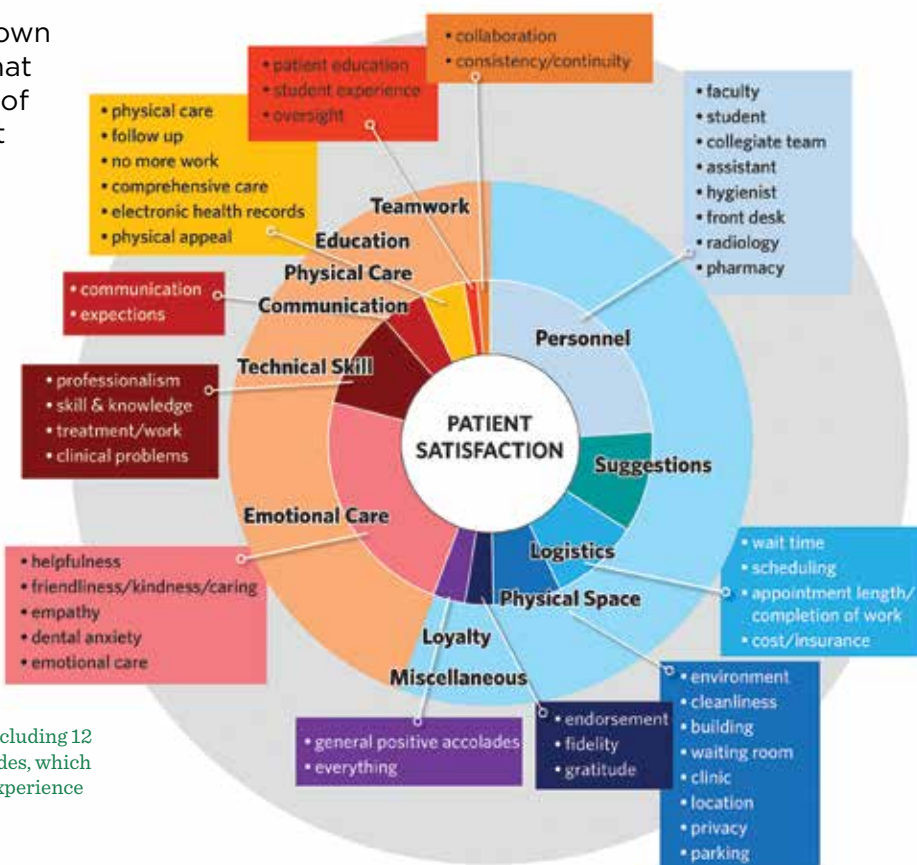 own
hat
of
t
• collaboration
• consistency/continuity
• patient education
• student experience
• oversight
• physical care
• follow up
• no more work
• comprehensive care
• electronic health records
• physical appeal
• faculty
• student
• collegiate team
• assistant
• hygienist
• front desk
• radiology
• pharmacy
• communication
• expections
• professionalism
• skill & knowledge
• treatment/work
• clinical problems
Teamwork
Education
Physical Care
Communication
Technical Skill
Emotional Care
Personnel
Suggestions
Logistics
Physical Space
Loyalty
Miscellaneous
PATIENT
SATISFACTION
• helpfulness
• friendliness/kindness/caring
• empathy
• dental anxiety
• emotional care
• wait time
• scheduling
• appointment length/
completion of work
• cost/insurance
• general positive accolades
• everything
• endorsement
• fidelity
• gratitude
• environment
• cleanliness
• building
• waiting room
• clinic
• location
• privacy
• parking
cluding 12
des, which
xperience